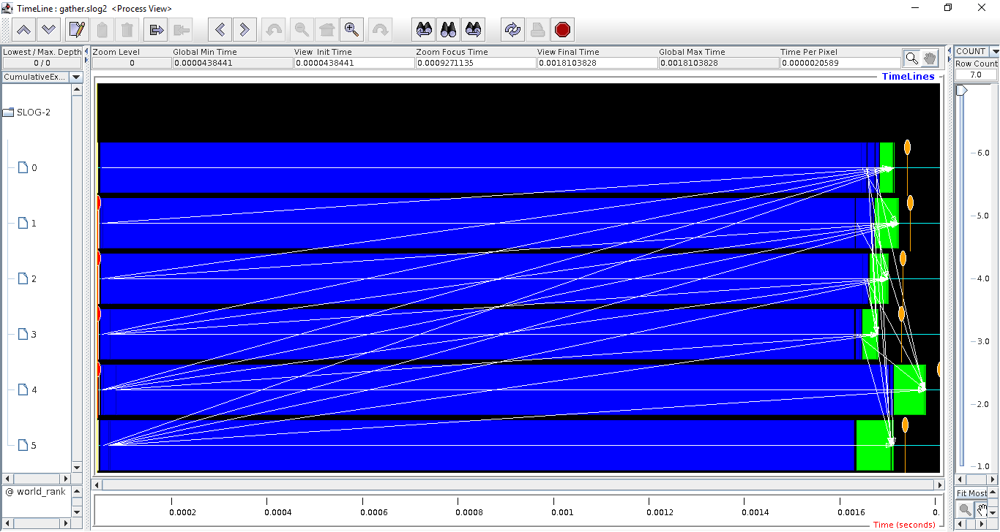 TimeLine : gather.slog2 <Process View>
Lowest / Max. Depth
0 / 0
Zoom Level
0
Global Min Time
0.0000438441
View Init Time
0.0000438441
Zoom Focus Time
0.0009271135
View Final Time
0.0018103828
Global Max Time
0.0018103828
Time Per Pixel
0.0000020589
COUNT
Row Count
7.0
CumulativeEx...
TimeLines
SLOG-2
0
1
2
3
4
5
6.0
5.0
4.0
3.0
2.0
1.0
@ world_rank
Fit Most
0.0002
0.0004
0.0006
0.0008
0.001
0.0012
0.0014
0.0016
0.
Time (seconds)